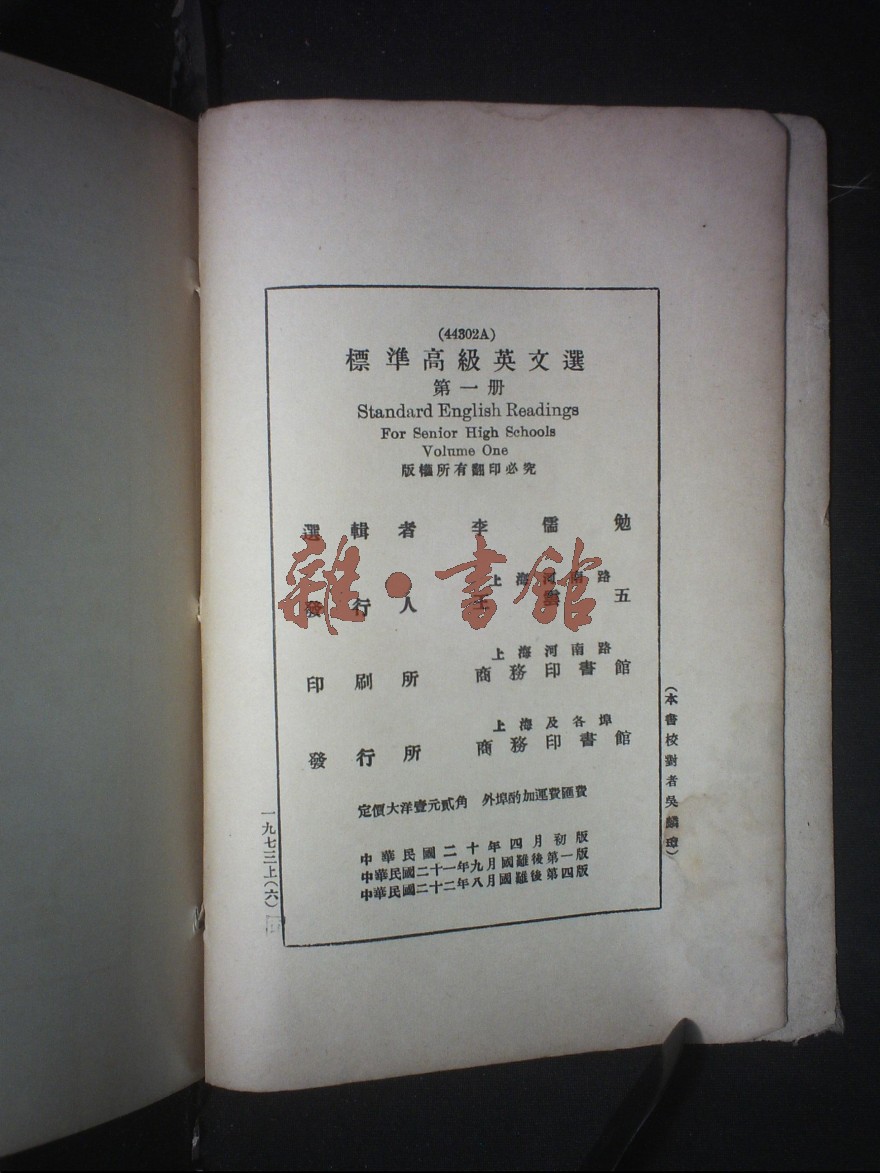 (44302A)
標準高級英文選
第一册
Standard English Readings
For Senior High Schools
Volume One
版權所有翻印必究
選輯者 李儒勉
上海河南路
發行人 王雲五
雜·書館
上海河南路
印刷所 商務印書館
上海及各埠
發行所 商務印書館
定價大洋壹元貳角 外埠酌加運費匯費
中華民國二十年四月初版
中華民國二十一年九月國難後第一版
中華民國二十二年八月國難後第四版
(本書校對者吳麟璋)
一九七三上(六)